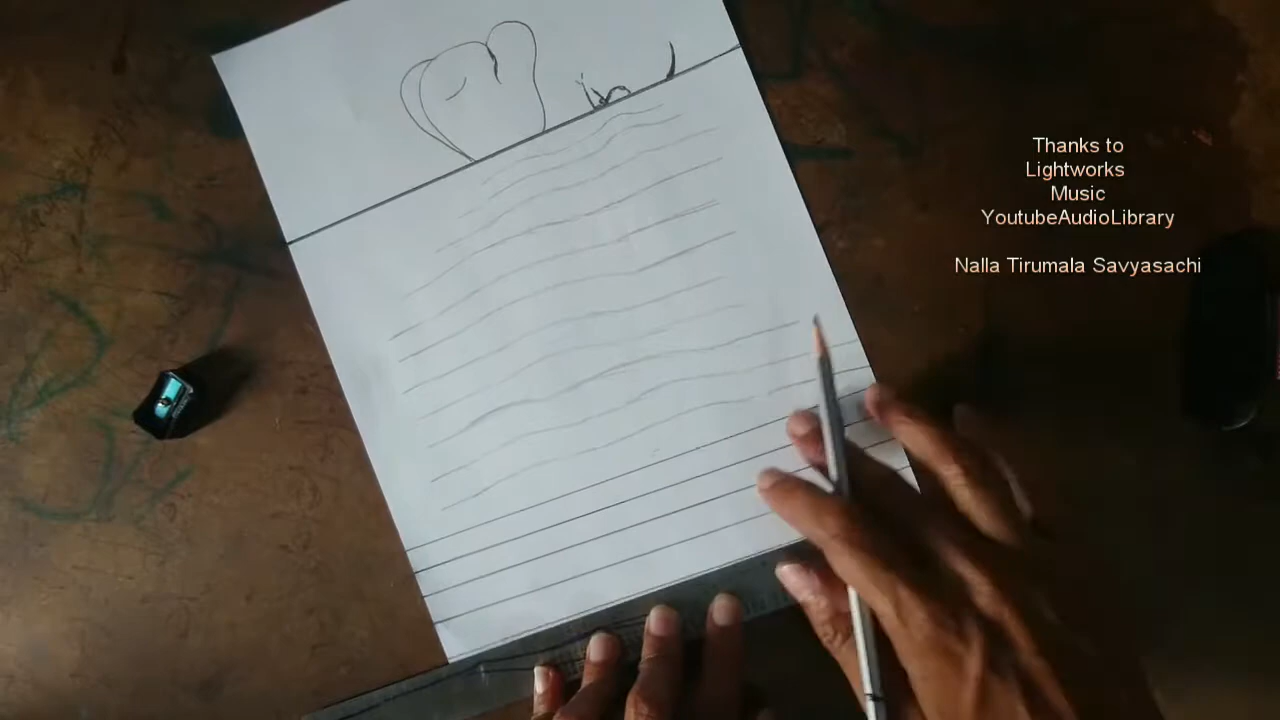 Thanks to
Lightworks
Music
YoutubeAudioLibrary
Nalla Tirumala Savyasachi